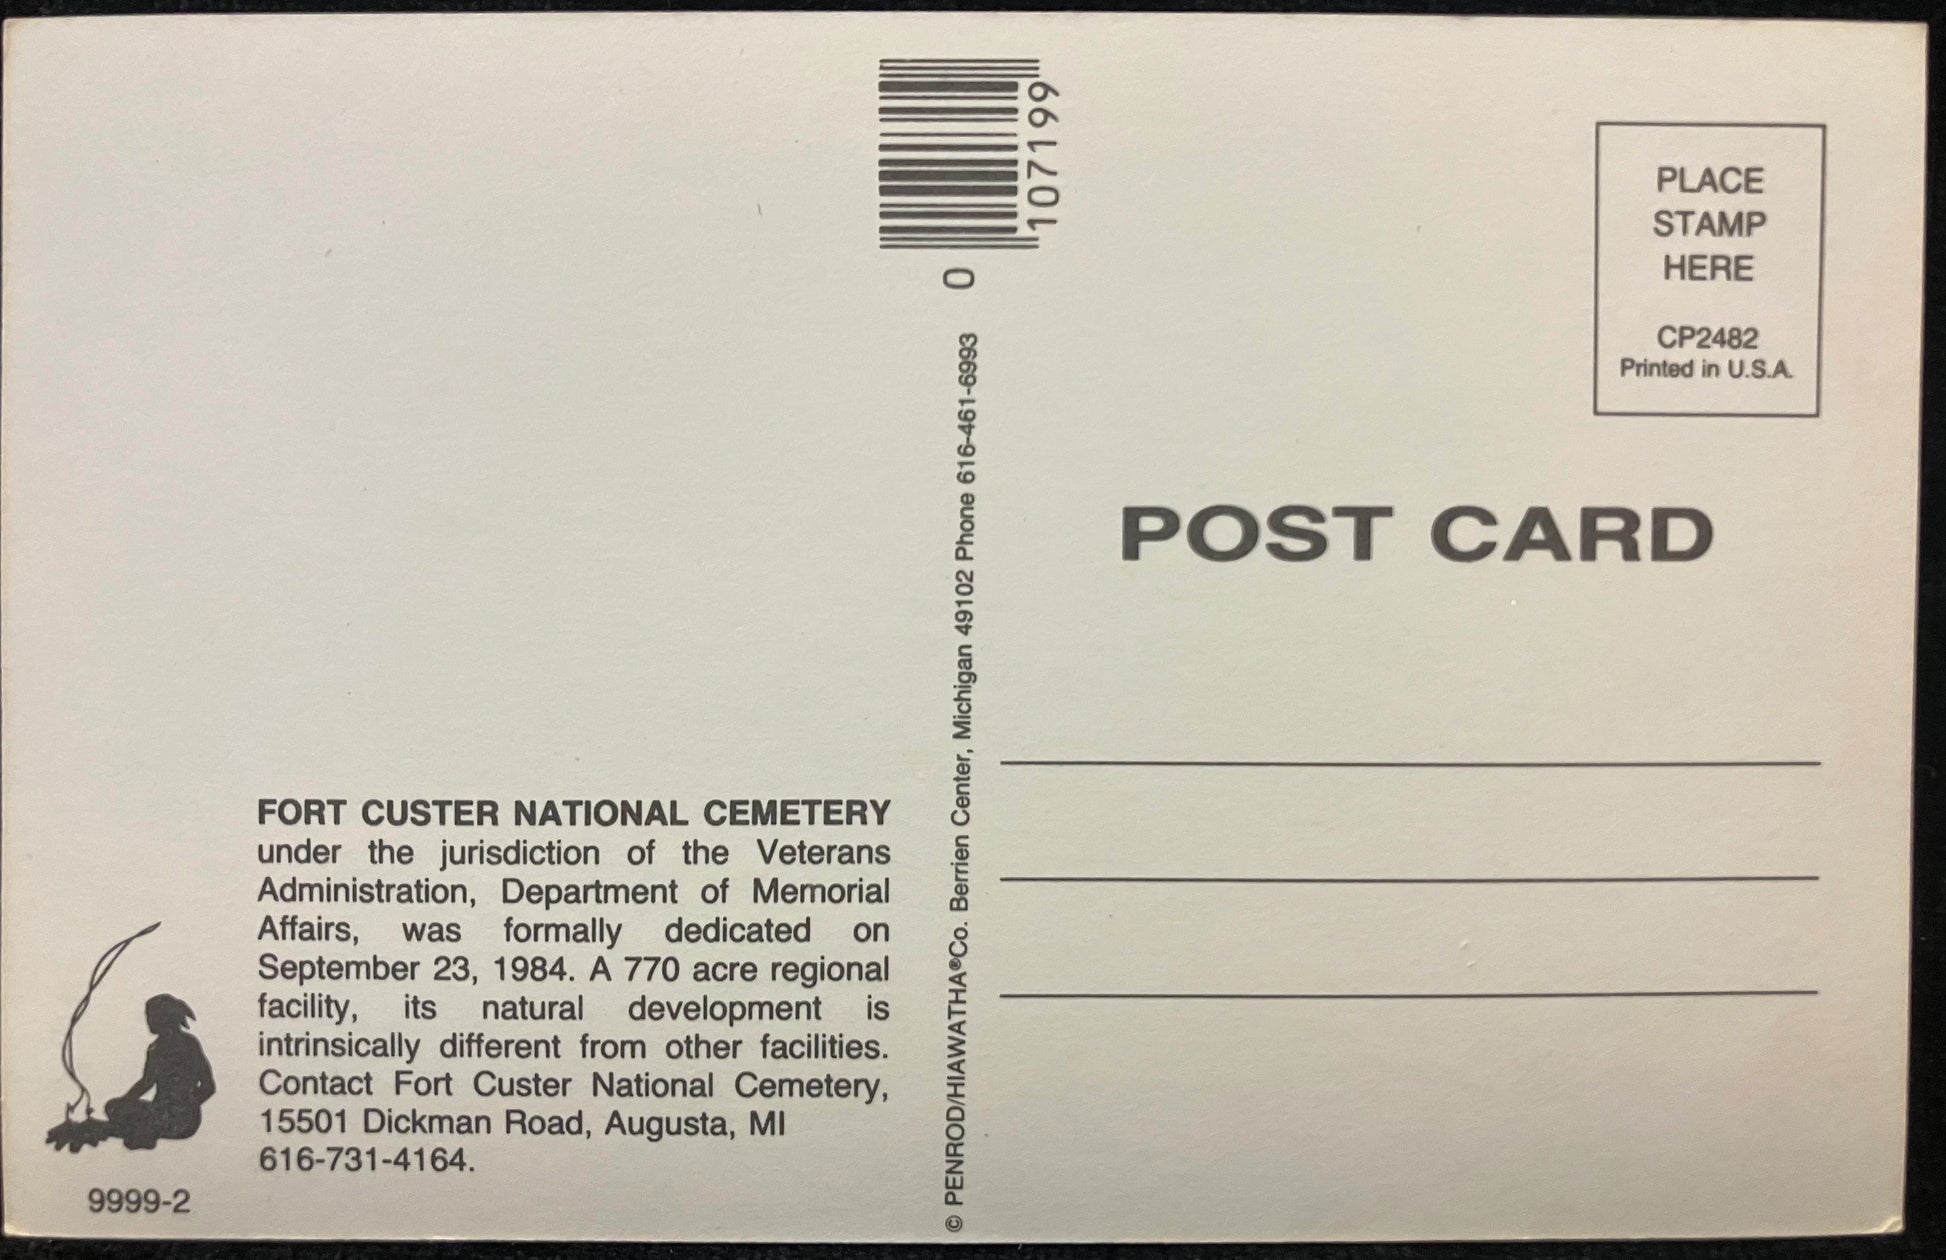 FORT CUSTER NATIONAL CEMETERY
under the jurisdiction of the Veterans
Administration, Department of Memorial
Affairs, was formally dedicated on
September 23, 1984. A 770 acre regional
facility, its natural development is
intrinsically different from other facilities.
Contact Fort Custer National Cemetery,
15501 Dickman Road, Augusta, MI
616-731-4164.
9999-2
© PENROD/HIAWATHA®Co. Berrien Center, Michigan 49102 Phone 616-461-6993
0
107199
PLACE
STAMP
HERE
CP2482
Printed in U.S.A.
POST CARD